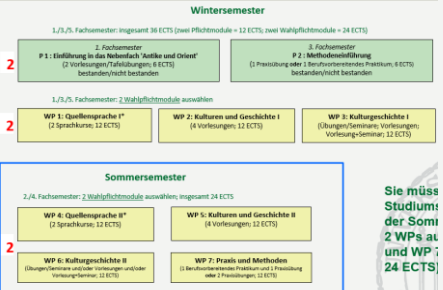 Wintersemester
1./3./5. Fachsemester: insgesamt 36 ECTS (zwei Pflichtmodule = 12 ECTS; zwei Wahlpflichtmodule = 24 ECTS)
1. Fachsemester
P 1 : Einführung in das Nebenfach 'Antike und Orient'
(2 Vorlesungen/Tafelübung; 6 ECTS)
bestanden/nicht bestanden
3. Fachsemester
P 2 : Methodeneinführung
(1 Praxisübung oder 1 Berufsvorbereitendes Praktikum; 6 ECTS)
bestanden/nicht bestanden
2
1./3./5. Fachsemester: 2 Wahlpflichtmodule auswählen
2
WP 1: Quellensprache I*
(2 Sprachkurse; 12 ECTS)
WP 2: Kulturen und Geschichte I
(4 Vorlesungen; 12 ECTS)
WP 3: Kulturgeschichte I
(Übungen/Seminare; Vorlesungen;
Vorlesung+Seminar; 12 ECTS)
Sommersemester
2./4. Fachsemester: 2 Wahlpflichtmodule auswählen; insgesamt 24 ECTS
2
WP 4: Quellensprache II*
(2 Sprachkurse; 12 ECTS)
WP 5: Kulturen und Geschichte II
(4 Vorlesungen; 12 ECTS)
WP 6: Kulturgeschichte II
(Übungen/Seminare und/oder Vorlesungen und/oder
Vorlesung+Seminar; 12 ECTS)
WP 7: Praxis und Methoden
(1 Berufsvorbereitendes Praktikum und 1 Praxisübung
oder 2 Praxisübungen; 12 ECTS)
Sie müss
Studiums
der Somm
2 WPs au
und WP 7
24 ECTS)